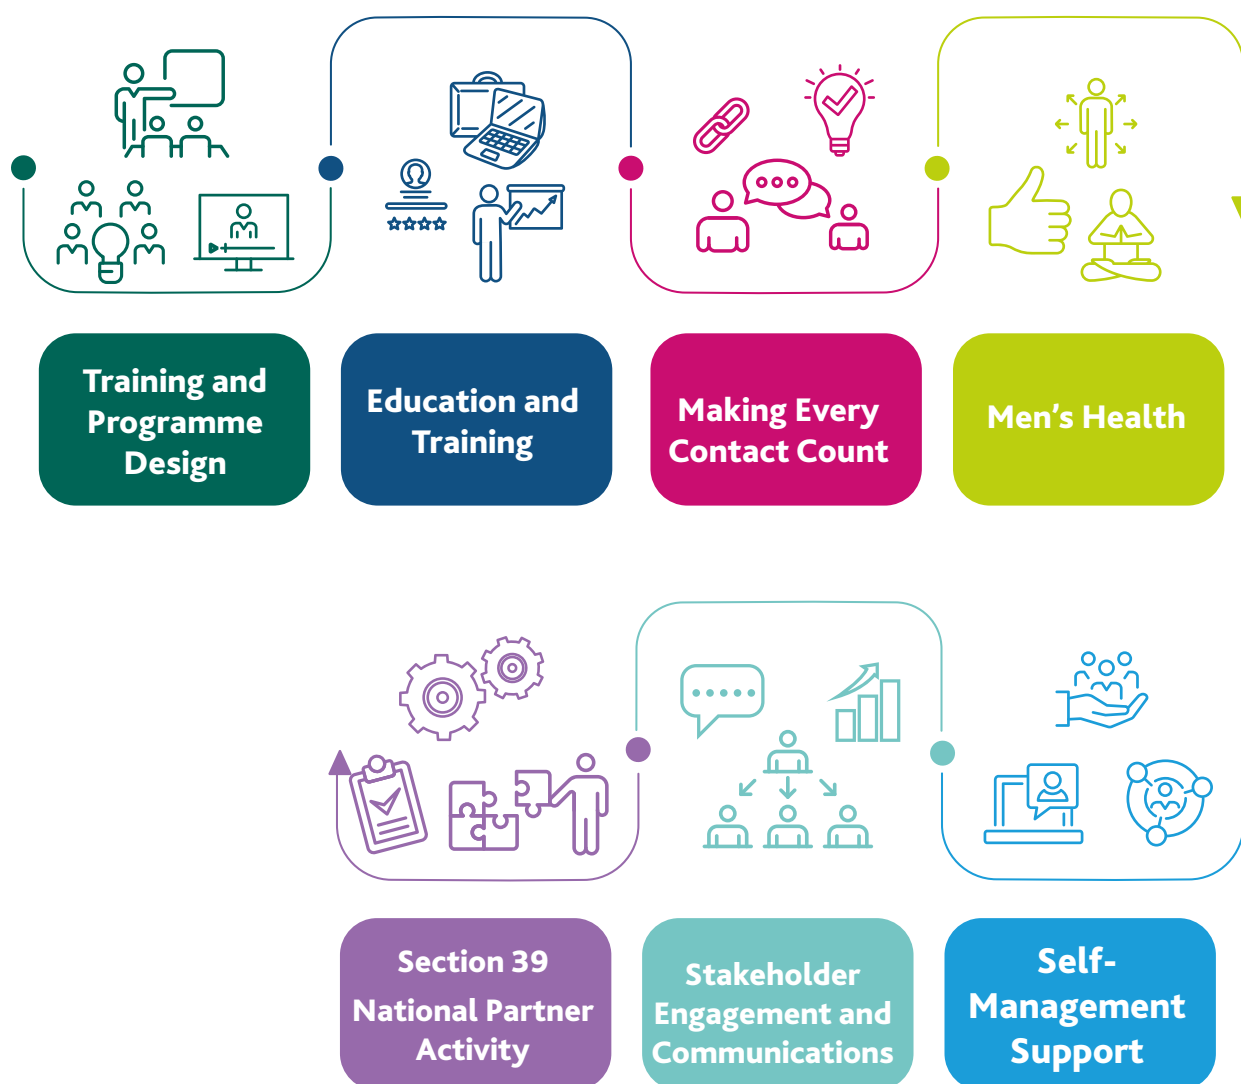 Training and
Programme
Design
Education and
Training
Making Every
Contact Count
Men's Health
Section 39
National Partner
Activity
Stakeholder
Engagement and
Communications
Self-
Management
Support